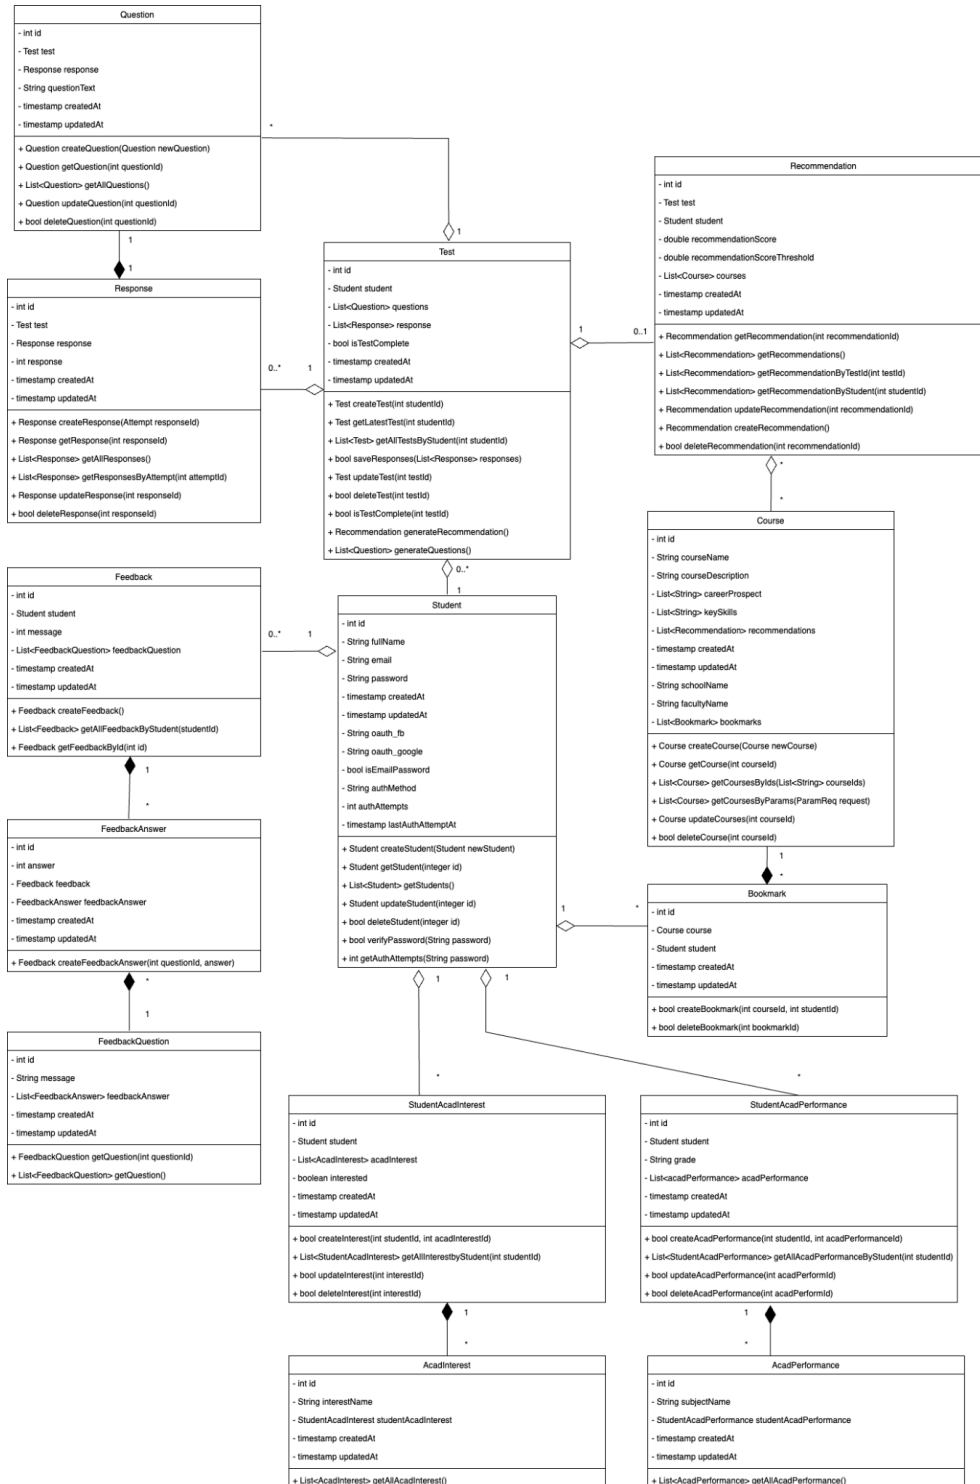 Question
- int id
- Test test
- Response response
- String questionText
- timestamp createdAt
- timestamp updatedAt
+ Question createQuestion(Question newQuestion)
+ Question getQuestion(int questionId)
+ List<Question> getAllQuestions()
+ Question updateQuestion(int questionId)
+ bool deleteQuestion(int questionId)
*
1
1
1
Response
- int id
- Test test
- Response response
- int response
- timestamp createdAt
- timestamp updatedAt
+ Response createResponse(Attempt responseId)
+ Response getResponse(int responseId)
+ List<Response> getAllResponses()
+ List<Response> getResponsesByAttempt(int attemptId)
+ Response updateResponse(int responseId)
+ bool deleteResponse(int responseId)
0..*
1
Test
- int id
- Student student
- List<Question> questions
- List<Response> response
- bool isTestComplete
- timestamp createdAt
- timestamp updatedAt
+ Test createTest(int studentId)
+ Test getLatestTest(int studentId)
+ List<Test> getAllTestsByStudent(int studentId)
+ bool saveResponses(List<Response> responses)
+ Test updateTest(int testId)
+ bool deleteTest(int testId)
+ bool isTestComplete(int testId)
+ Recommendation generateRecommendation()
+ List<Question> generateQuestions()
1
0..1
Recommendation
- int id
- Test test
- Student student
- double recommendationScore
- double recommendationScoreThreshold
- List<Course> courses
- timestamp createdAt
- timestamp updatedAt
+ Recommendation getRecommendation(int recommendationId)
+ List<Recommendation> getRecommendations()
+ List<Recommendation> getRecommendationByTestId(int testId)
+ List<Recommendation> getRecommendationByStudent(int studentId)
+ Recommendation updateRecommendation(int recommendationId)
+ Recommendation createRecommendation()
+ bool deleteRecommendation(int recommendationId)
*
*
Course
- int id
- String courseName
- String courseDescription
- List<String> careerProspect
- List<String> keySkills
- List<Recommendation> recommendations
- timestamp createdAt
- timestamp updatedAt
- String schoolName
- String facultyName
- List<Bookmark> bookmarks
+ Course createCourse(Course newCourse)
+ Course getCourse(int courseId)
+ List<Course> getCoursesByIds(List<String> courseIds)
+ List<Course> getCoursesByParams(ParamReq request)
+ Course updateCourses(int courseId)
+ bool deleteCourse(int courseId)
1
*
Bookmark
- int id
- Course course
- Student student
- timestamp createdAt
- timestamp updatedAt
+ bool createBookmark(int courseId, int studentId)
+ bool deleteBookmark(int bookmarkId)
0..*
1
Student
- int id
- String fullName
- String email
- String password
- timestamp createdAt
- timestamp updatedAt
- String oauth_fb
- String oauth_google
- bool isEmailPassword
- String authMethod
- int authAttempts
- timestamp lastAuthAttemptAt
+ Student createStudent(Student newStudent)
+ Student getStudent(integer id)
+ List<Student> getStudents()
+ Student updateStudent(integer id)
+ bool deleteStudent(integer id)
+ bool verifyPassword(String password)
+ int getAuthAttempts(String password)
1
*
0..*
1
Feedback
- int id
- Student student
- int message
- List<FeedbackQuestion> feedbackQuestion
- timestamp createdAt
- timestamp updatedAt
+ Feedback createFeedback()
+ List<Feedback> getAllFeedbackByStudent(studentId)
+ Feedback getFeedbackById(int id)
1
*
FeedbackAnswer
- int id
- int answer
- Feedback feedback
- FeedbackAnswer feedbackAnswer
- timestamp createdAt
- timestamp updatedAt
+ Feedback createFeedbackAnswer(int questionId, answer)
*
1
FeedbackQuestion
- int id
- String message
- List<FeedbackAnswer> feedbackAnswer
- timestamp createdAt
- timestamp updatedAt
+ FeedbackQuestion getQuestion(int questionId)
+ List<FeedbackQuestion> getQuestion()
1
1
*
*
StudentAcadInterest
- int id
- Student student
- List<AcadInterest> acadInterest
- boolean interested
- timestamp createdAt
- timestamp updatedAt
+ bool createInterest(int studentId, int acadInterestId)
+ List<StudentAcadInterest> getAllInterestbyStudent(int studentId)
+ bool updateInterest(int interestId)
+ bool deleteInterest(int interestId)
1
*
AcadInterest
- int id
- String interestName
- StudentAcadInterest studentAcadInterest
- timestamp createdAt
- timestamp updatedAt
+ List<AcadInterest> getAllAcadInterest()
StudentAcadPerformance
- int id
- Student student
- String grade
- List<acadPerformance> acadPerformance
- timestamp createdAt
- timestamp updatedAt
+ bool createAcadPerformance(int studentId, int acadPerformanceId)
+ List<StudentAcadPerformance> getAllAcadPerformanceByStudent(int studentId)
+ bool updateAcadPerformance(int acadPerformId)
+ bool deleteAcadPerformance(int acadPerformId)
1
*
AcadPerformance
- int id
- String subjectName
- StudentAcadPerformance studentAcadPerformance
- timestamp createdAt
- timestamp updatedAt
+ List<AcadPerformance> getAllAcadPerformance()